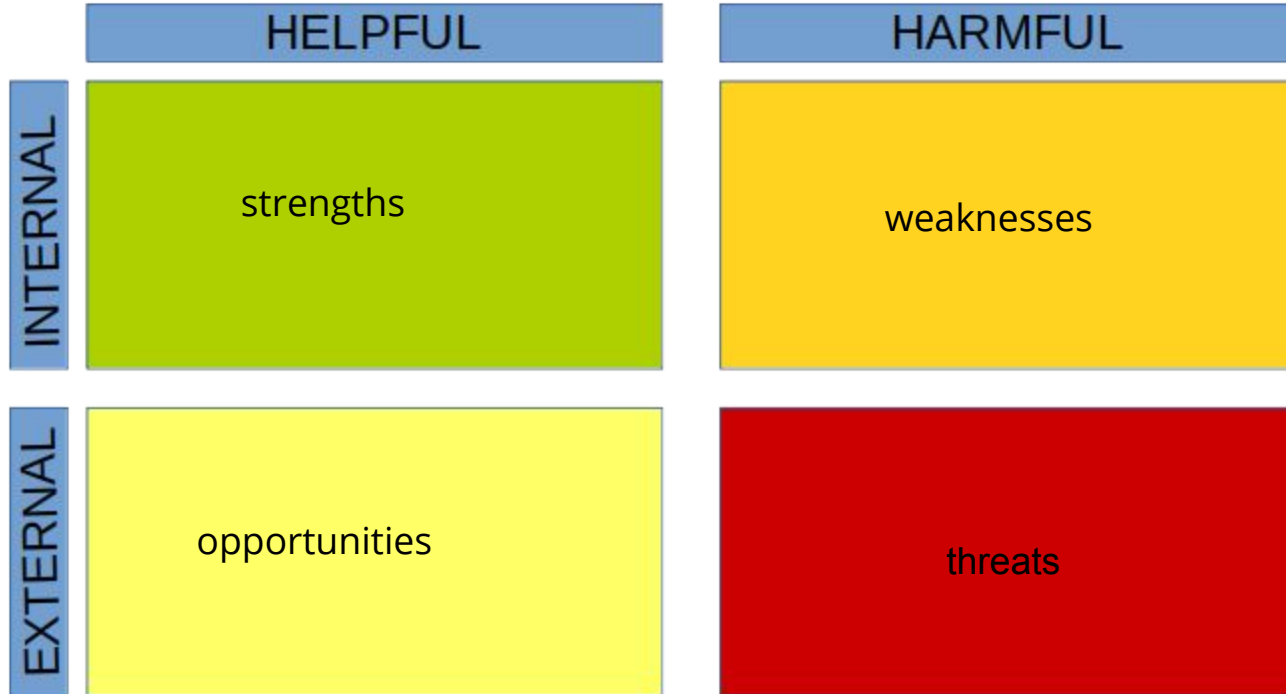 HELPFUL
HARMFUL
INTERNAL
strengths
weaknesses
EXTERNAL
opportunities
threats